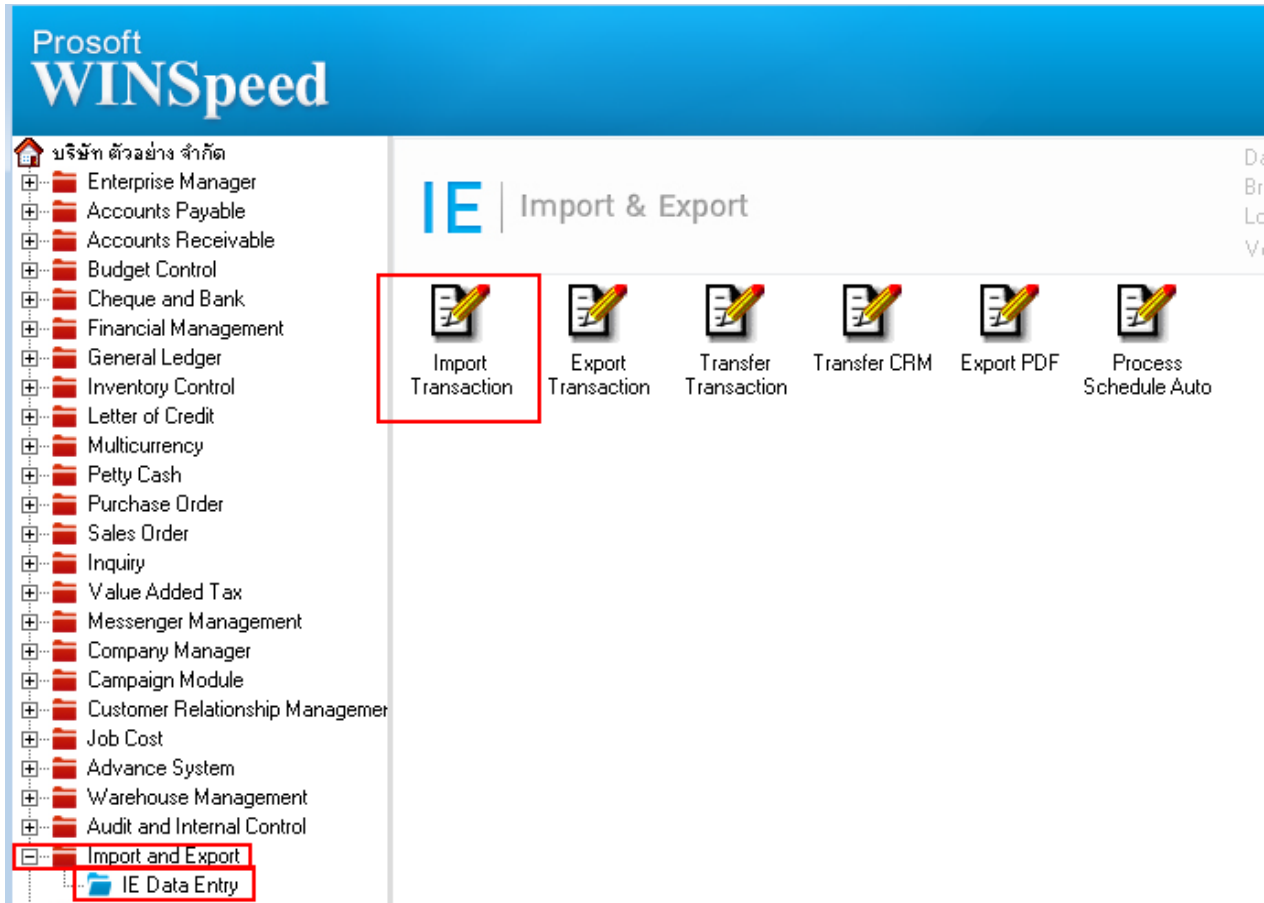 Prosoft
WINSpeed
บริษัท ตัวอย่าง จำกัด
Enterprise Manager
Accounts Payable
Accounts Receivable
Budget Control
Cheque and Bank
Financial Management
General Ledger
Inventory Control
Letter of Credit
Multicurrency
Petty Cash
Purchase Order
Sales Order
Inquiry
Value Added Tax
Messenger Management
Company Manager
Campaign Module
Customer Relationship Managemer
Job Cost
Advance System
Warehouse Management
Audit and Internal Control
Import and Export
IE Data Entry
IE Import & Export
Da
Br
Lo
Ve
Import Transaction
Export Transaction
Transfer Transaction
Transfer CRM
Export PDF
Process Schedule Auto